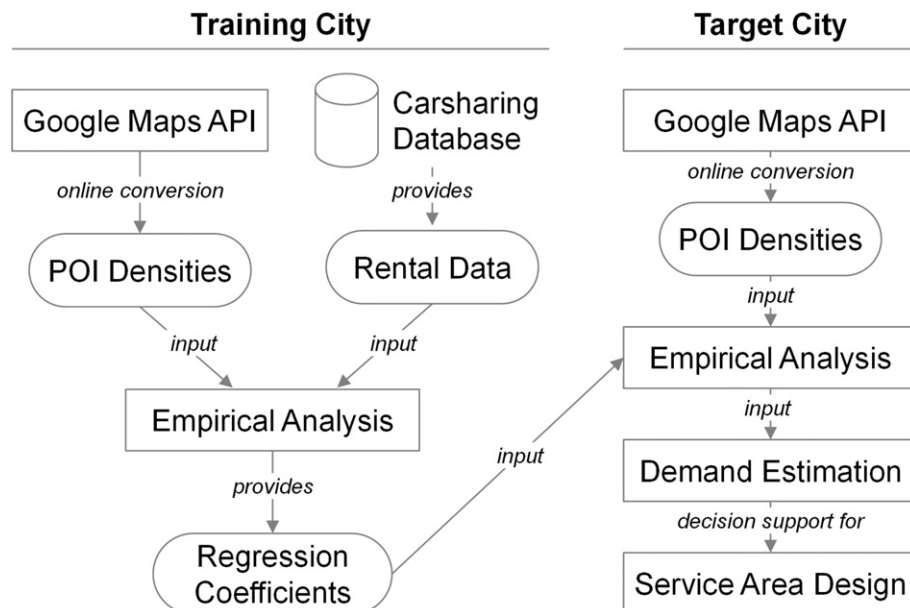 Training City
Google Maps API
Carsharing
Database
online conversion
provides
POI Densities
Rental Data
input
input
Empirical Analysis
provides
Regression
Coefficients
input
Target City
Google Maps API
online conversion
POI Densities
input
Empirical Analysis
input
Demand Estimation
decision support for
Service Area Design